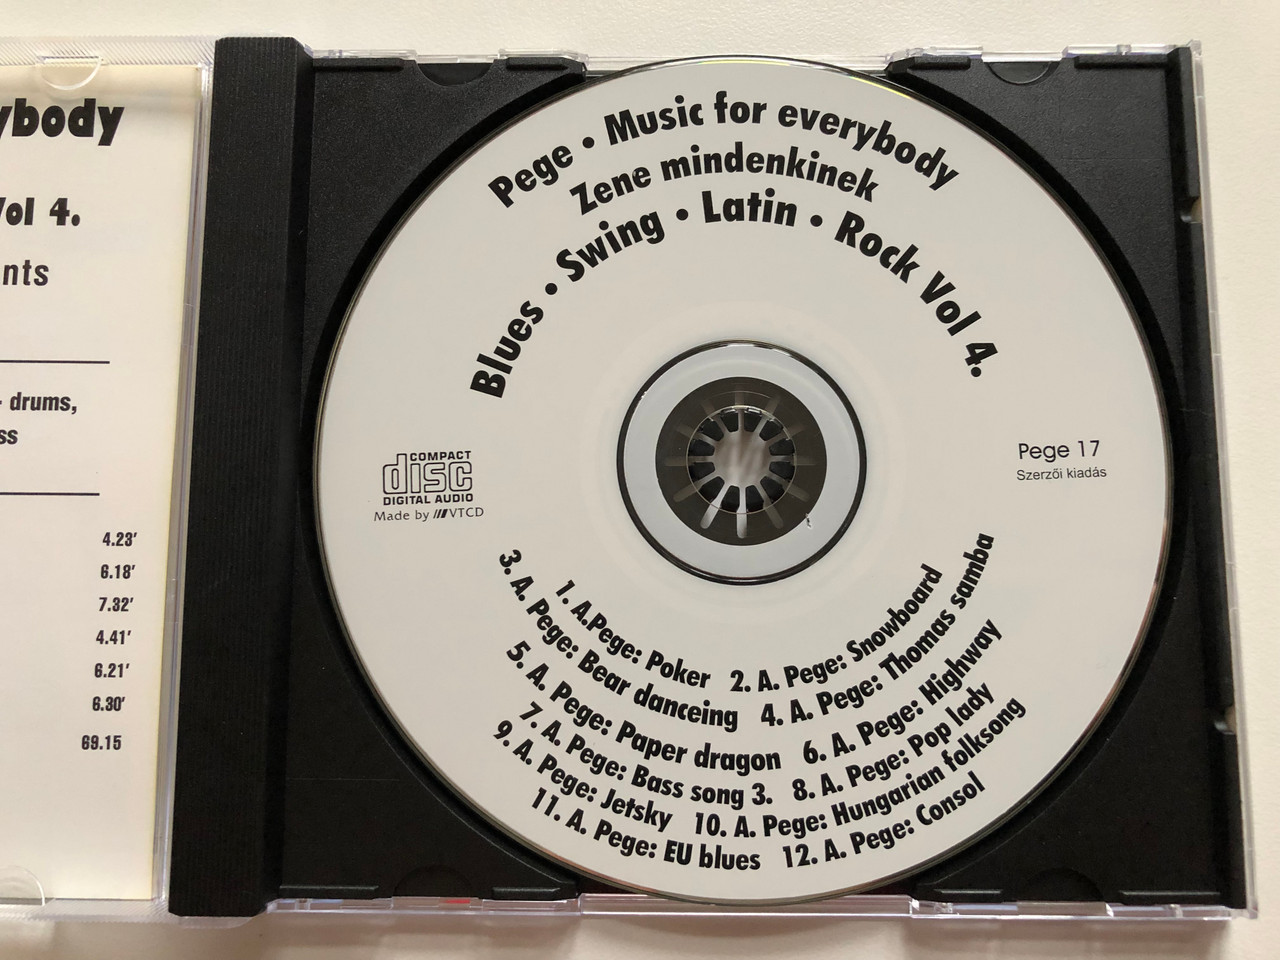 ybody
Vol 4.
nts
drums,
ss
4.23'
6.18'
7.32'
4.41'
6.21'
6.30'
69.15
Pege • Music for everybody
Zene mindenkinek
Blues • Swing • Latin • Rock Vol 4.
COMPACT
disc
DIGITAL AUDIO
Made by VTCD
Pege 17
Szerzői kiadás
1. A.Pege: Poker 2. A. Pege: Snowboard
3. A. Pege: Bear danceing 4. A. Pege: Thomas samba
5. A. Pege: Paper dragon 6. A. Pege: Highway
7. A. Pege: Bass song 3. 8. A. Pege: Pop lady
9. A. Pege: Jetsky 10. A. Pege: Hungarian folksong
11. A. Pege: EU blues 12. A. Pege: Consol